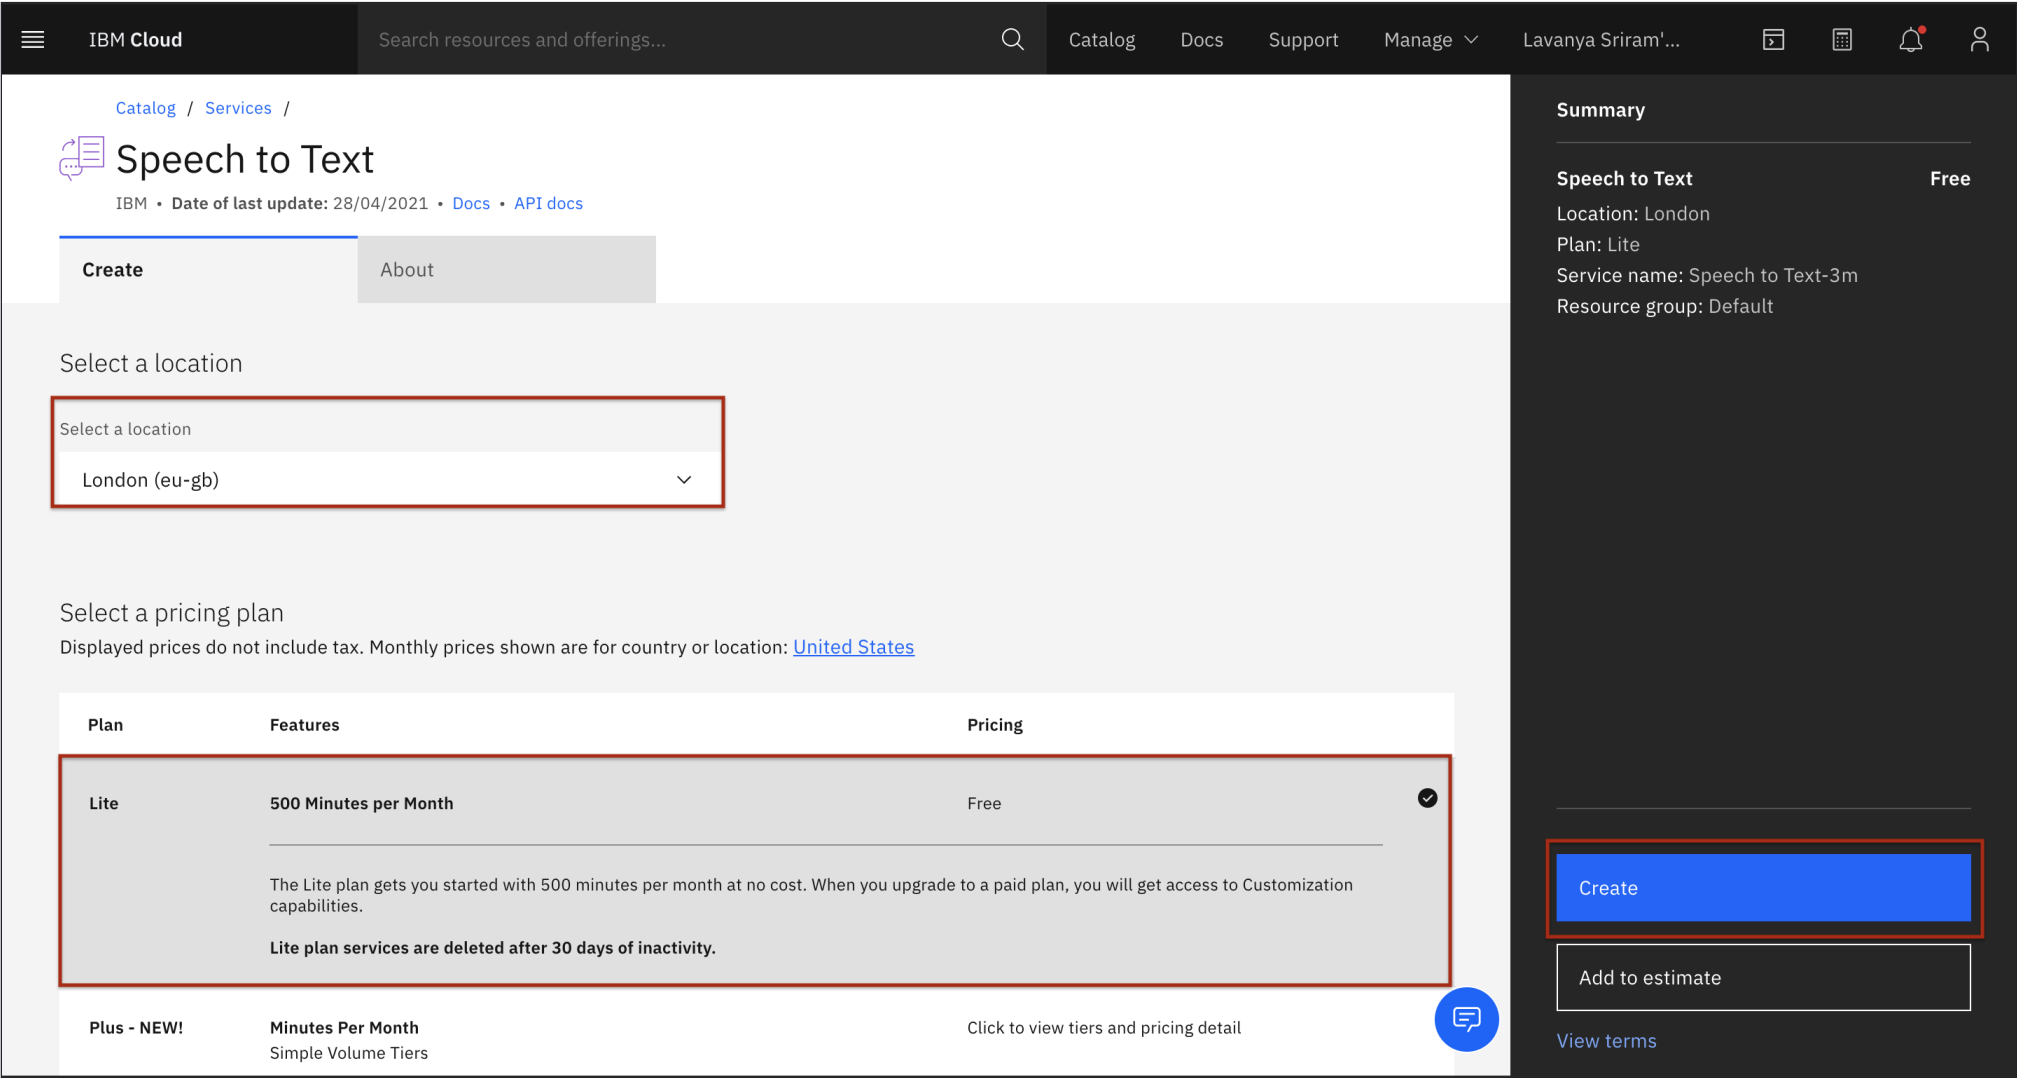 IBM Cloud
Search resources and offerings...
Catalog
Docs
Support
Manage
Lavanya Sriram'...
Catalog / Services /
Speech to Text
IBM • Date of last update: 28/04/2021 • Docs • API docs
Create
About
Select a location
Select a location
London (eu-gb)
Select a pricing plan
Displayed prices do not include tax. Monthly prices shown are for country or location: United States
Plan Features Pricing
Lite 500 Minutes per Month Free
The Lite plan gets you started with 500 minutes per month at no cost. When you upgrade to a paid plan, you will get access to Customization
capabilities.
Lite plan services are deleted after 30 days of inactivity.
Plus - NEW! Minutes Per Month Click to view tiers and pricing detail
Simple Volume Tiers
Summary
Speech to Text Free
Location: London
Plan: Lite
Service name: Speech to Text-3m
Resource group: Default
Create
Add to estimate
View terms